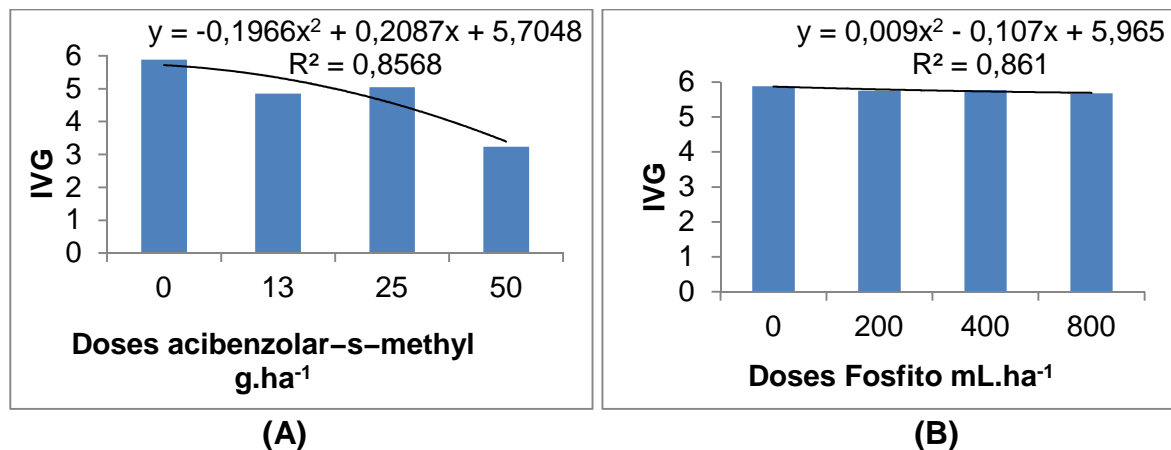 y = -0,1966x² + 0,2087x + 5,7048
R² = 0,8568
6
5
4
3
2
1
0
IVG
0 13 25 50
Doses acibenzolar–s–methyl
g.ha⁻¹
(A)
y = 0,009x² - 0,107x + 5,965
R² = 0,861
6
5
4
3
2
1
0
IVG
0 200 400 800
Doses Fosfito mL.ha⁻¹
(B)